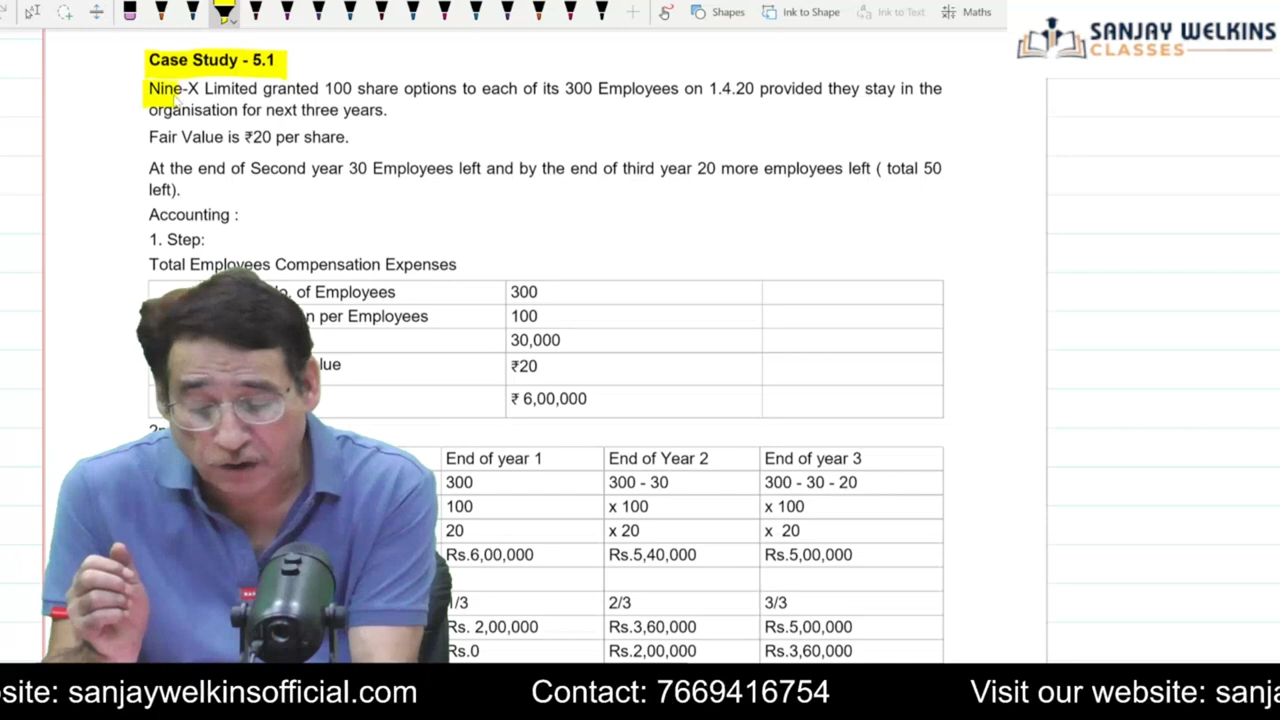 Shapes Ink to Shape Ink to Text Maths
SANJAY WELKINS
CLASSES
Case Study - 5.1
Nine-X Limited granted 100 share options to each of its 300 Employees on 1.4.20 provided they stay in the
organisation for next three years.
Fair Value is ₹20 per share.
At the end of Second year 30 Employees left and by the end of third year 20 more employees left ( total 50
left).
Accounting :
1. Step:
Total Employees Compensation Expenses
of Employees 300
per Employees 100
30,000
₹20
₹ 6,00,000
End of year 1 End of Year 2 End of year 3
300 300 - 30 300 - 30 - 20
100 x 100 x 100
20 x 20 x 20
Rs.6,00,000 Rs.5,40,000 Rs.5,00,000
1/3 2/3 3/3
Rs. 2,00,000 Rs.3,60,000 Rs.5,00,000
Rs.0 Rs.2,00,000 Rs.3,60,000
site: sanjaywelkinsofficial.com Contact: 7669416754 Visit our website: sanja